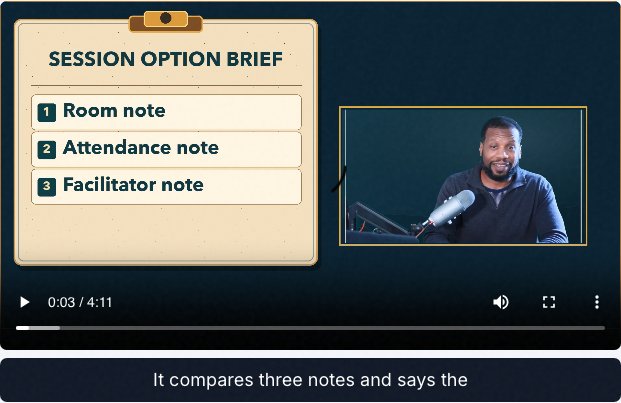 SESSION OPTION BRIEF
1 Room note
2 Attendance note
3 Facilitator note
0:03 / 4:11
It compares three notes and says the